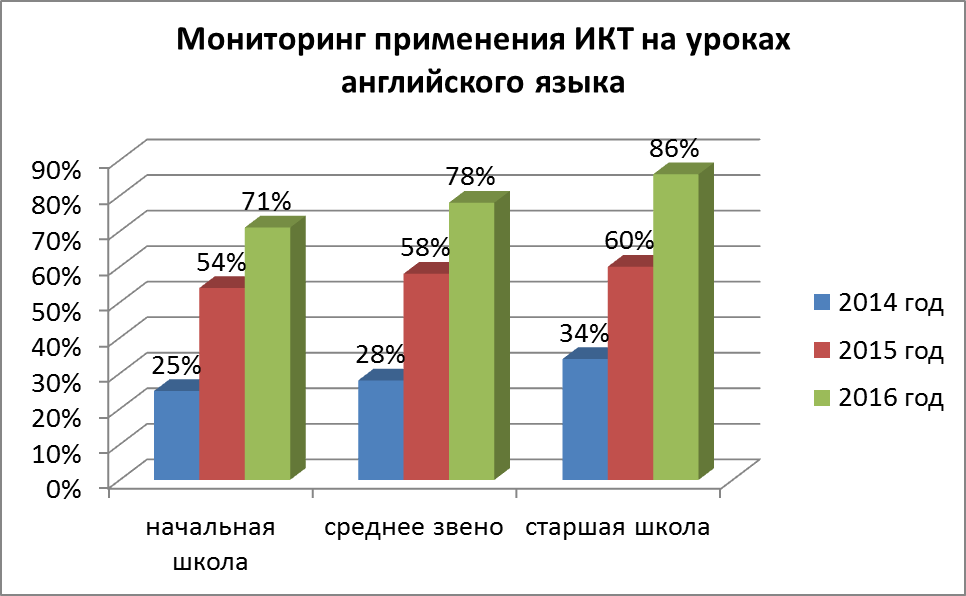 Мониторинг применения ИКТ на уроках
английского языка
90%
80%
70%
60%
50%
40%
30%
20%
10%
0%
25%
54%
71%
28%
58%
78%
34%
60%
86%
начальная
школа
среднее звено
старшая школа
2014 год
2015 год
2016 год